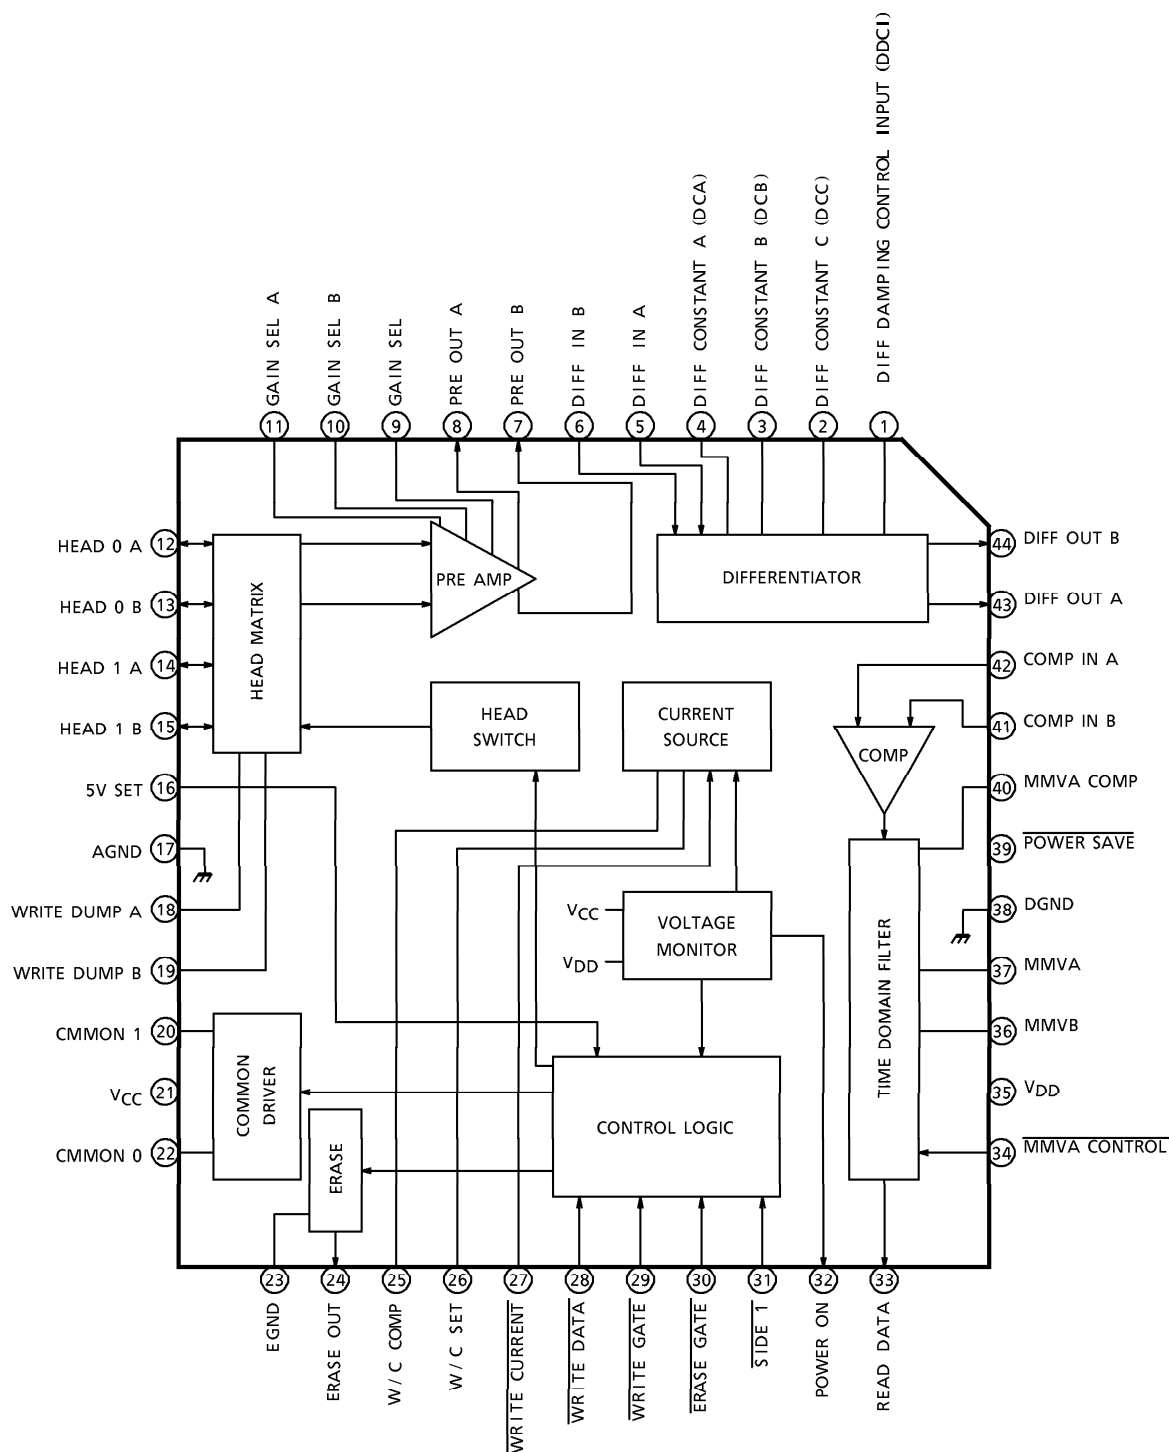 DIFF DAMPING CONTROL INPUT (DDCI)
GAIN SEL A
GAIN SEL B
GAIN SEL
PRE OUT A
PRE OUT B
DIFF IN B
DIFF IN A
DIFF CONSTANT A (DCA)
DIFF CONSTANT B (DCB)
DIFF CONSTANT C (DCC)
11
10
9
8
7
6
5
4
3
2
1
HEAD 0 A 12
HEAD 0 B 13
HEAD 1 A 14
HEAD 1 B 15
5V SET 16
AGND 17
WRITE DUMP A 18
WRITE DUMP B 19
CMMON 1 20
VCC 21
CMMON 0 22
HEAD MATRIX
PRE AMP
DIFFERENTIATOR
HEAD
SWITCH
CURRENT
SOURCE
COMP
VCC
VDD
VOLTAGE
MONITOR
TIME DOMAIN FILTER
COMMON
DRIVER
ERASE
CONTROL LOGIC
44 DIFF OUT B
43 DIFF OUT A
42 COMP IN A
41 COMP IN B
40 MMVA COMP
39 POWER SAVE
38 DGND
37 MMVA
36 MMVB
35 VDD
34 MMVA CONTROL
23
24
25
26
27
28
29
30
31
32
33
EGND
ERASE OUT
W/C COMP
W/C SET
WRITE CURRENT
WRITE DATA
WRITE GATE
ERASE GATE
SIDE 1
POWER ON
READ DATA